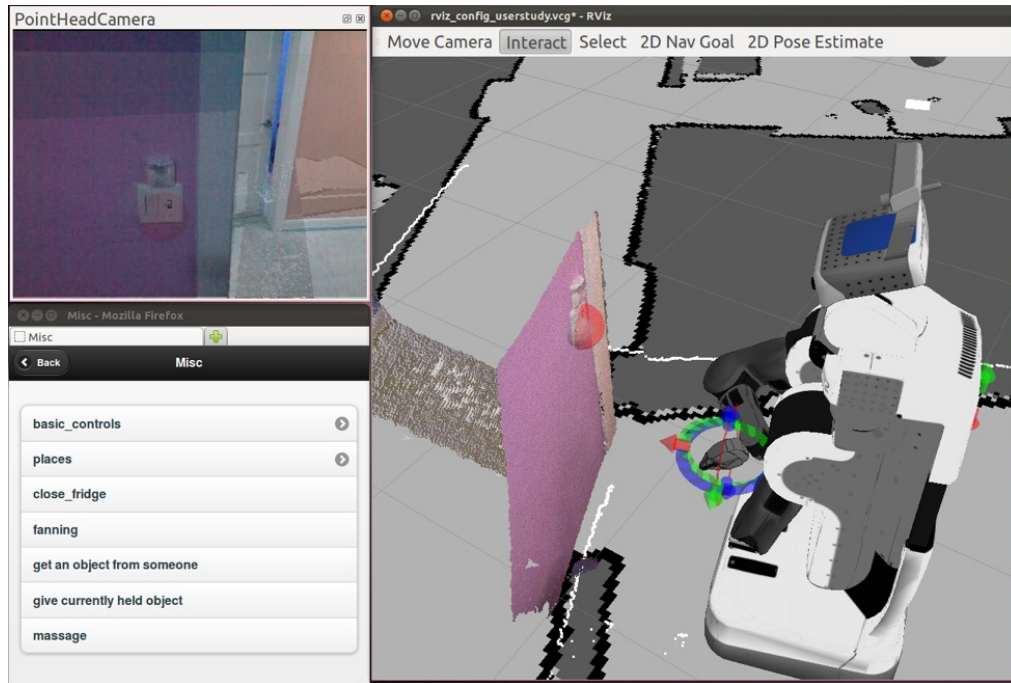 PointHeadCamera
rviz_config_userstudy.vcg* - RViz
Move Camera Interact Select 2D Nav Goal 2D Pose Estimate
Misc - Mozilla Firefox
Misc
Back
Misc
basic_controls
places
close_fridge
fanning
get an object from someone
give currently held object
massage